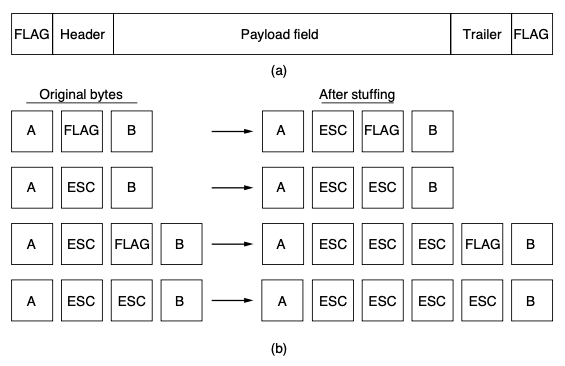 FLAG Header Payload field Trailer FLAG
(a)
Original bytes After stuffing
A FLAG B A ESC FLAG B
A ESC B A ESC ESC B
A ESC FLAG B A ESC ESC ESC FLAG B
A ESC ESC B A ESC ESC ESC ESC B
(b)